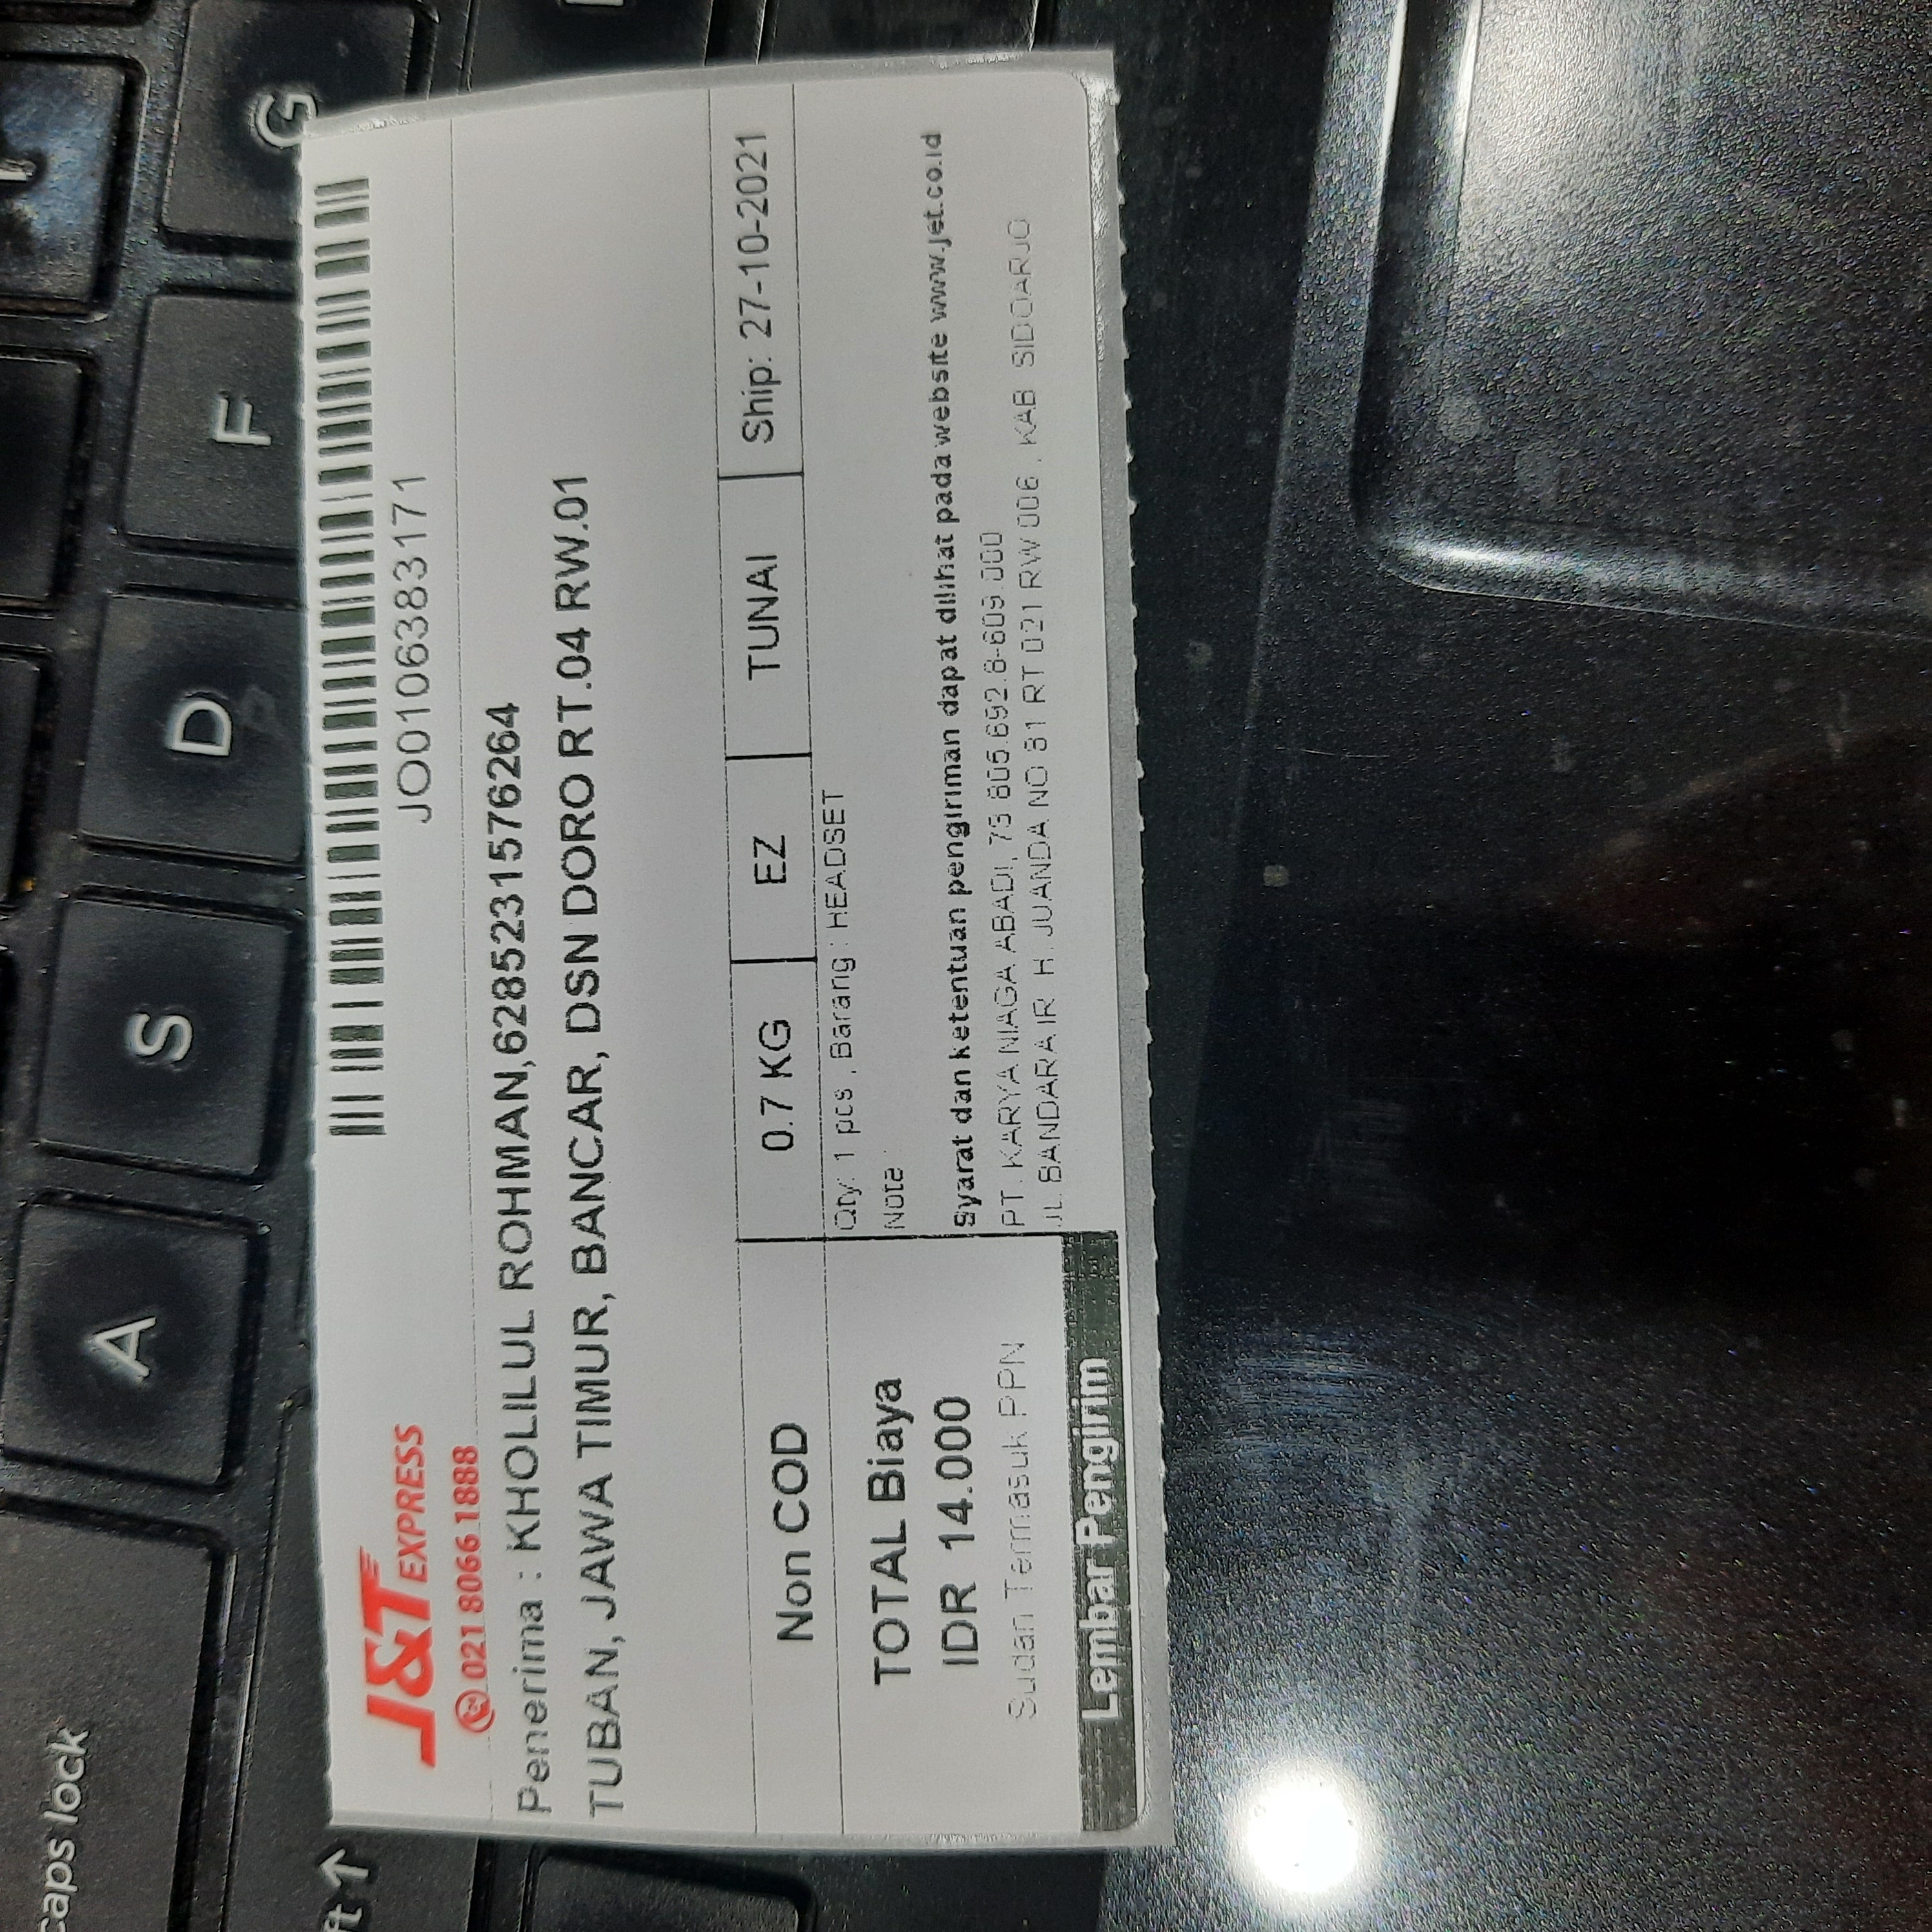 caps lock
A
S
D
F
G
ft ↑
J&T EXPRESS
021 8066 1888
JO0106383171
Penerima : KHOLILUL ROHMAN,6285231576264
TUBAN, JAWA TIMUR, BANCAR, DSN DORO RT.04 RW.01
Non COD
0.7 KG
EZ
TUNAI
Ship: 27-10-2021
TOTAL Biaya
IDR 14.000
Sudah Termasuk PPN
Lembar Pengirim
Qty: 1 pcs , Barang : HEADSET
Note :
Syarat dan ketentuan pengiriman dapat dilihat pada website www.jet.co.id
PT. KARYA NIAGA ABADI, 73.805.692.8-609.000
JL. BANDARA IR. H. JUANDA NO 31 RT 021 RW 006 , KAB. SIDOARJO